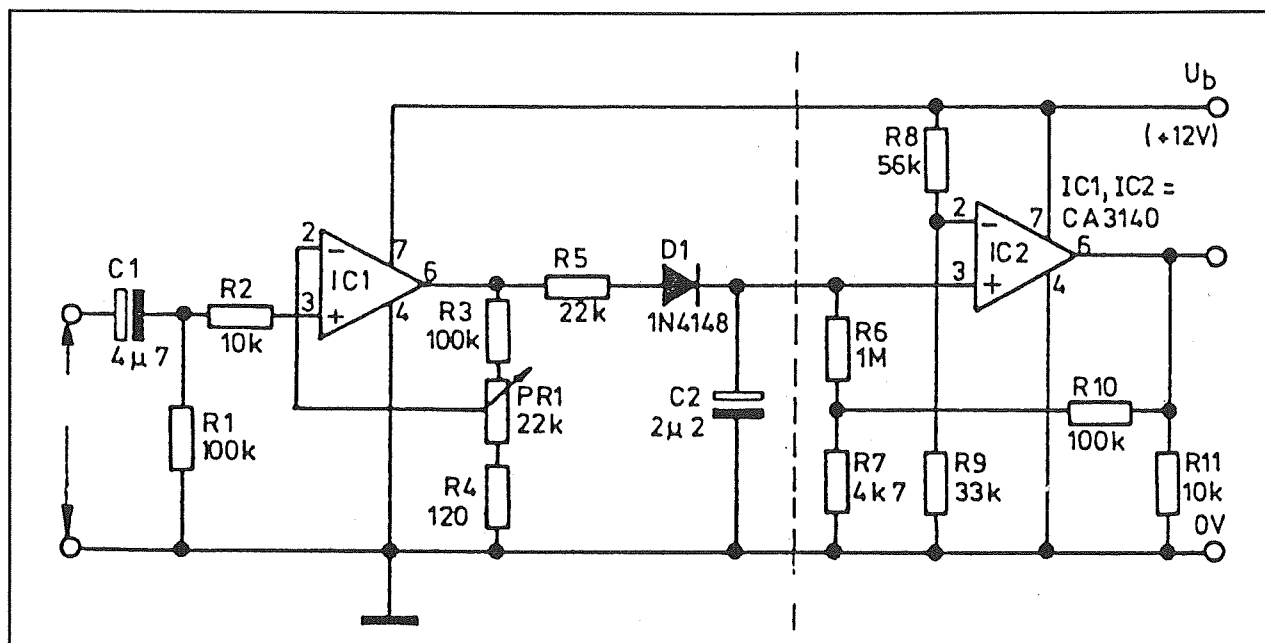 Ub
(+12V)
R8
56k
IC1, IC2 =
CA3140
2
7
6
IC2
3
4
C1
4µ7
R2
10k
2
7
IC1
6
3
4
R5
22k
D1
1N4148
R3
100k
PR1
22k
R4
120
R1
100k
C2
2µ2
R6
1M
R10
100k
R7
4k7
R9
33k
R11
10k
0V